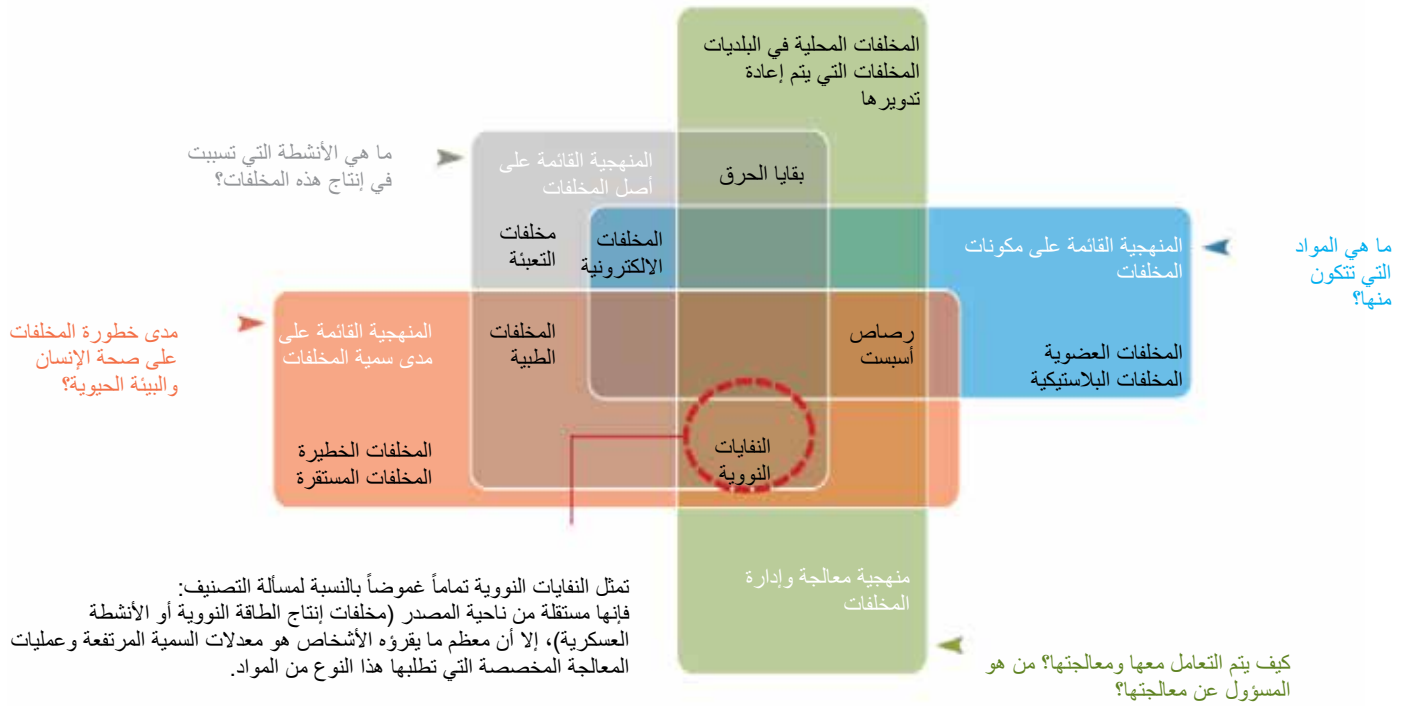 المخلفات المحلية في البلديات
المخلفات التي يتم إعادة
تدويرها
ما هي الأنشطة التي تسببت
في إنتاج هذه المخلفات؟
المنهجية القائمة على
أصل المخلفات
بقايا الحرق
مخلفات
التعبئة
المخلفات
الالكترونية
المنهجية القائمة على مكونات
المخلفات
ما هي المواد
التي تتكون
منها؟
مدى خطورة المخلفات
على صحة الإنسان
والبيئة الحيوية؟
المنهجية القائمة على
مدى سمية المخلفات
المخلفات
الطبية
رصاص
أسبست
المخلفات العضوية
المخلفات البلاستيكية
المخلفات الخطيرة
المخلفات المستقرة
النفايات
النووية
منهجية معالجة وإدارة
المخلفات
تمثل النفايات النووية تماماً غموضاً بالنسبة لمسألة التصنيف:
فإنها مستقلة من ناحية المصدر (مخلفات إنتاج الطاقة النووية أو الأنشطة
العسكرية)، إلا أن معظم ما يقرؤه الأشخاص هو معدلات السمية المرتفعة وعمليات
المعالجة المخصصة التي تطلبها هذا النوع من المواد.
كيف يتم التعامل معها ومعالجتها؟ من هو
المسؤول عن معالجتها؟